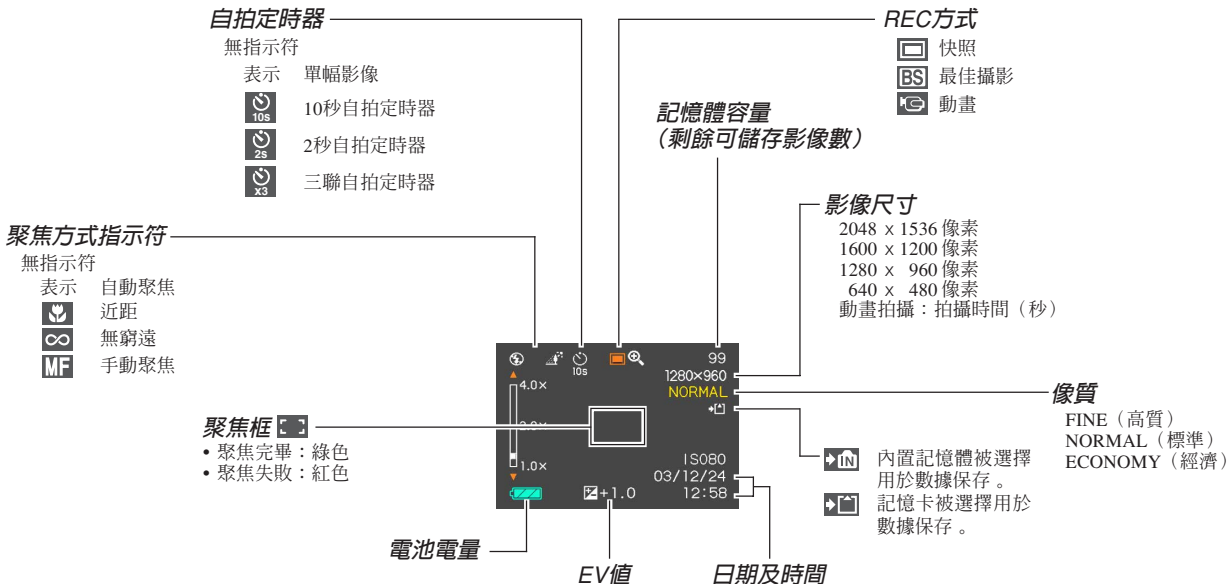 自拍定時器
無指示符
表示 單幅影像
10s 10秒自拍定時器
2s 2秒自拍定時器
x3 三聯自拍定時器
REC方式
快照
BS 最佳攝影
動畫
記憶體容量
（剩餘可儲存影像數）
影像尺寸
2048 x 1536 像素
1600 x 1200 像素
1280 x 960 像素
640 x 480 像素
動畫拍攝：拍攝時間（秒）
聚焦方式指示符
無指示符
表示 自動聚焦
近距
∞ 無窮遠
MF 手動聚焦
聚焦框
• 聚焦完畢：綠色
• 聚焦失敗：紅色
10s
99
1280×960
NORMAL
4.0×
2.0×
1.0×
ISO80
03/12/24
+1.0 12:58
像質
FINE（高質）
NORMAL（標準）
ECONOMY（經濟）
IN 內置記憶體被選擇
用於數據保存。
記憶卡被選擇用於
數據保存。
電池電量
EV值
日期及時間